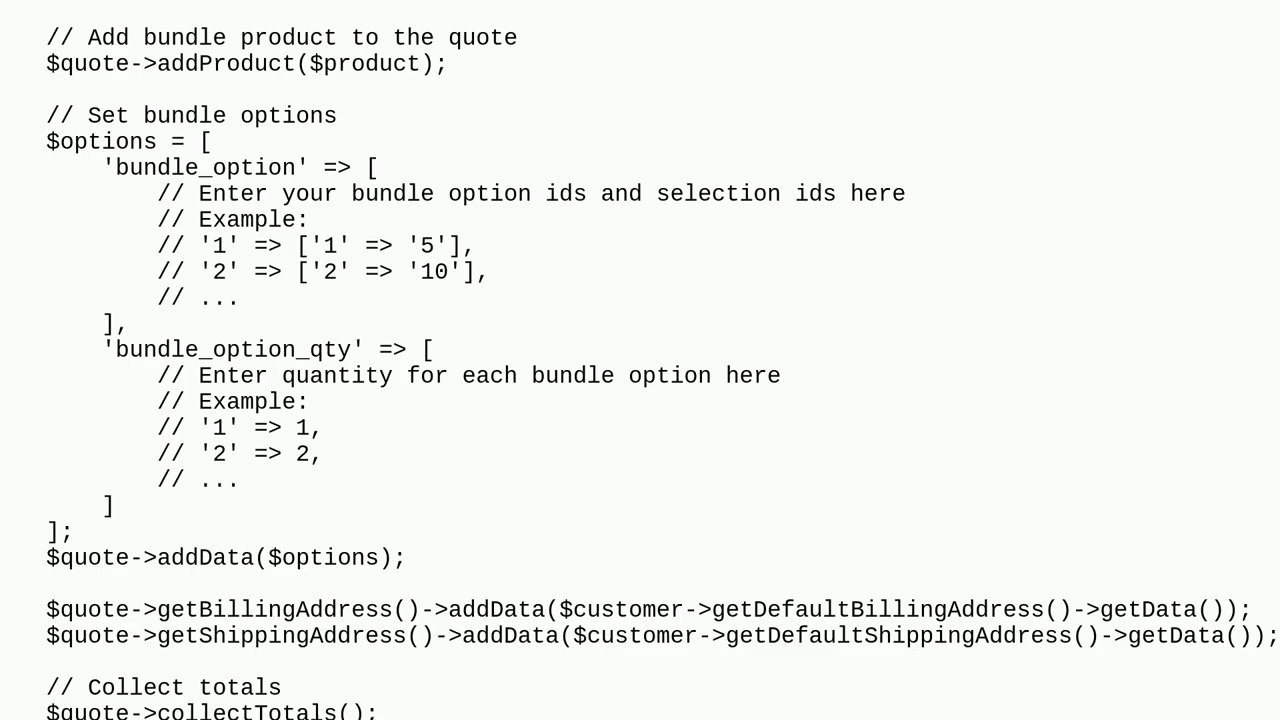 // Add bundle product to the quote
$quote->addProduct($product);
// Set bundle options
$options = [
'bundle_option' => [
// Enter your bundle option ids and selection ids here
// Example:
// '1' => ['1' => '5'],
// '2' => ['2' => '10'],
// ...
],
'bundle_option_qty' => [
// Enter quantity for each bundle option here
// Example:
// '1' => 1,
// '2' => 2,
// ...
]
];
$quote->addData($options);
$quote->getBillingAddress()->addData($customer->getDefaultBillingAddress()->getData());
$quote->getShippingAddress()->addData($customer->getDefaultShippingAddress()->getData());
// Collect totals
$quote->collectTotals();